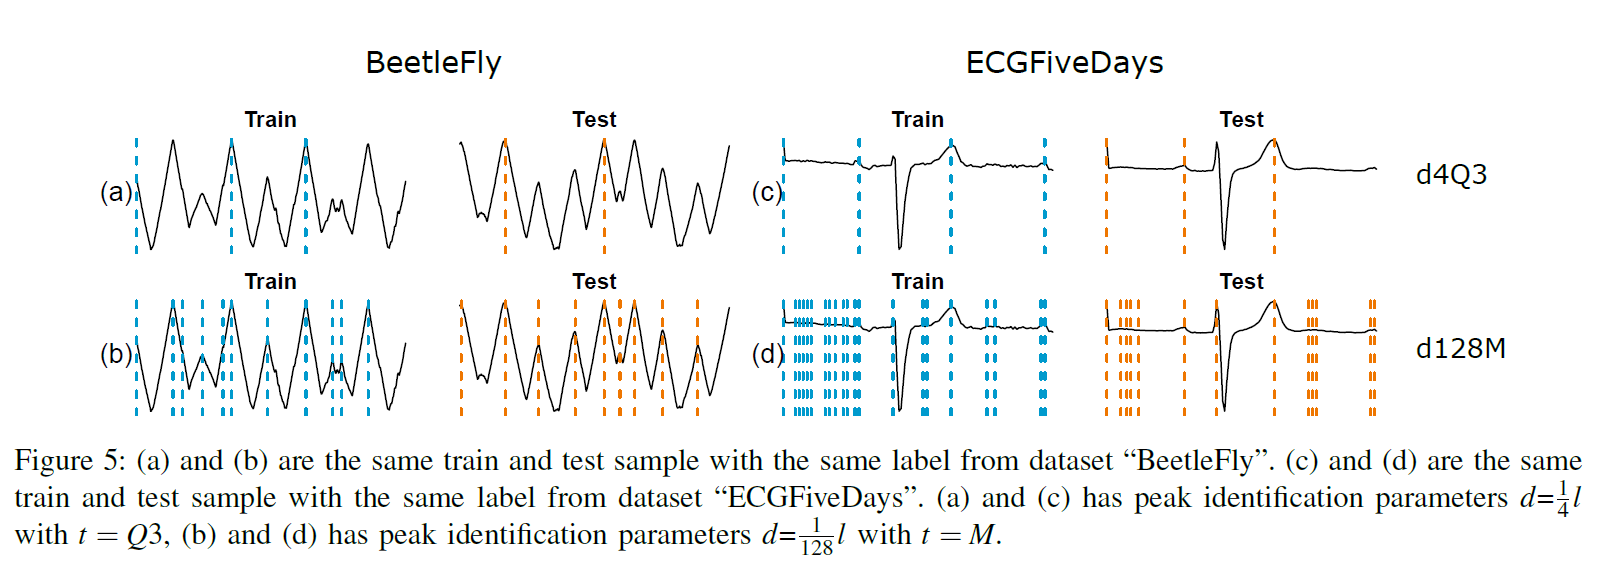 BeetleFly ECGFiveDays
Train Test Train Test
(a) (c) d4Q3
Train Test Train Test
(b) (d) d128M
Figure 5: (a) and (b) are the same train and test sample with the same label from dataset “BeetleFly”. (c) and (d) are the same
train and test sample with the same label from dataset “ECGFiveDays”. (a) and (c) has peak identification parameters d=1/4l
with t = Q3, (b) and (d) has peak identification parameters d=1/128l with t = M.